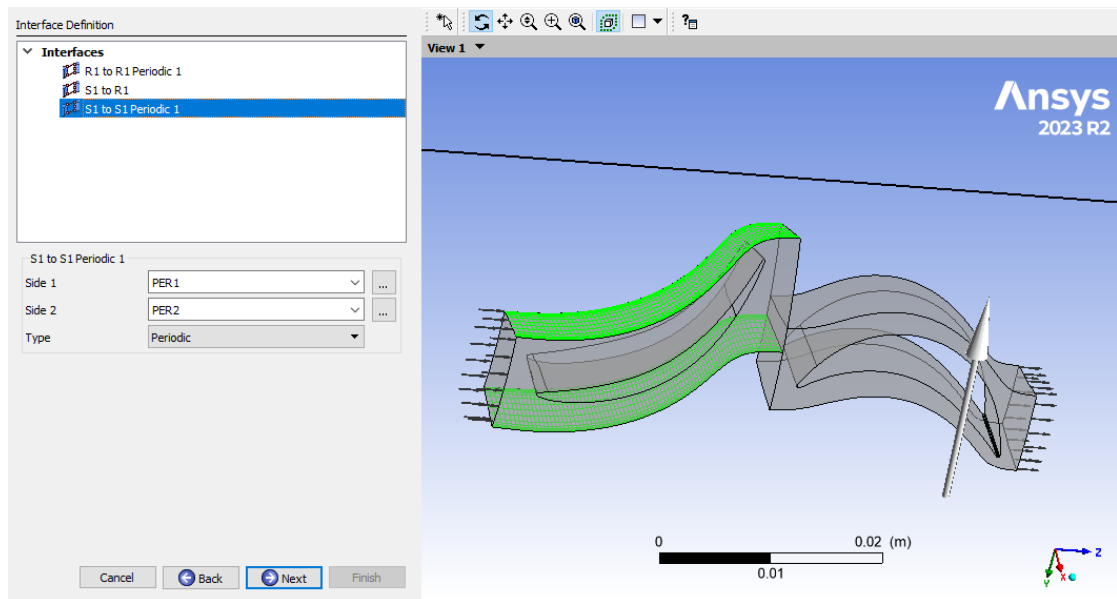 Interface Definition
Interfaces
R1 to R1 Periodic 1
S1 to R1
S1 to S1 Periodic 1
S1 to S1 Periodic 1
Side 1
PER1
...
Side 2
PER2
...
Type
Periodic
Cancel
Back
Next
Finish
View 1
Ansys
2023 R2
0
0.02 (m)
0.01
Z
Y
X